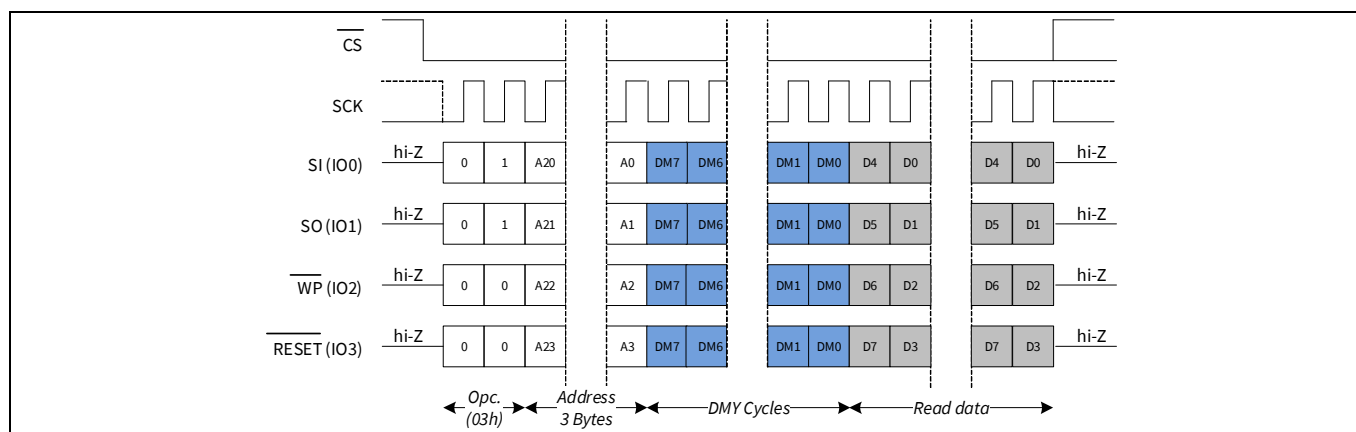 CS
SCK
SI (IO0) hi-Z 0 1 A20 A0 DM7 DM6 DM1 DM0 D4 D0 D4 D0 hi-Z
SO (IO1) hi-Z 0 1 A21 A1 DM7 DM6 DM1 DM0 D5 D1 D5 D1 hi-Z
WP (IO2) hi-Z 0 0 A22 A2 DM7 DM6 DM1 DM0 D6 D2 D6 D2 hi-Z
RESET (IO3) hi-Z 0 0 A23 A3 DM7 DM6 DM1 DM0 D7 D3 D7 D3 hi-Z
Opc. Address
(03h) 3 Bytes DMY Cycles Read data